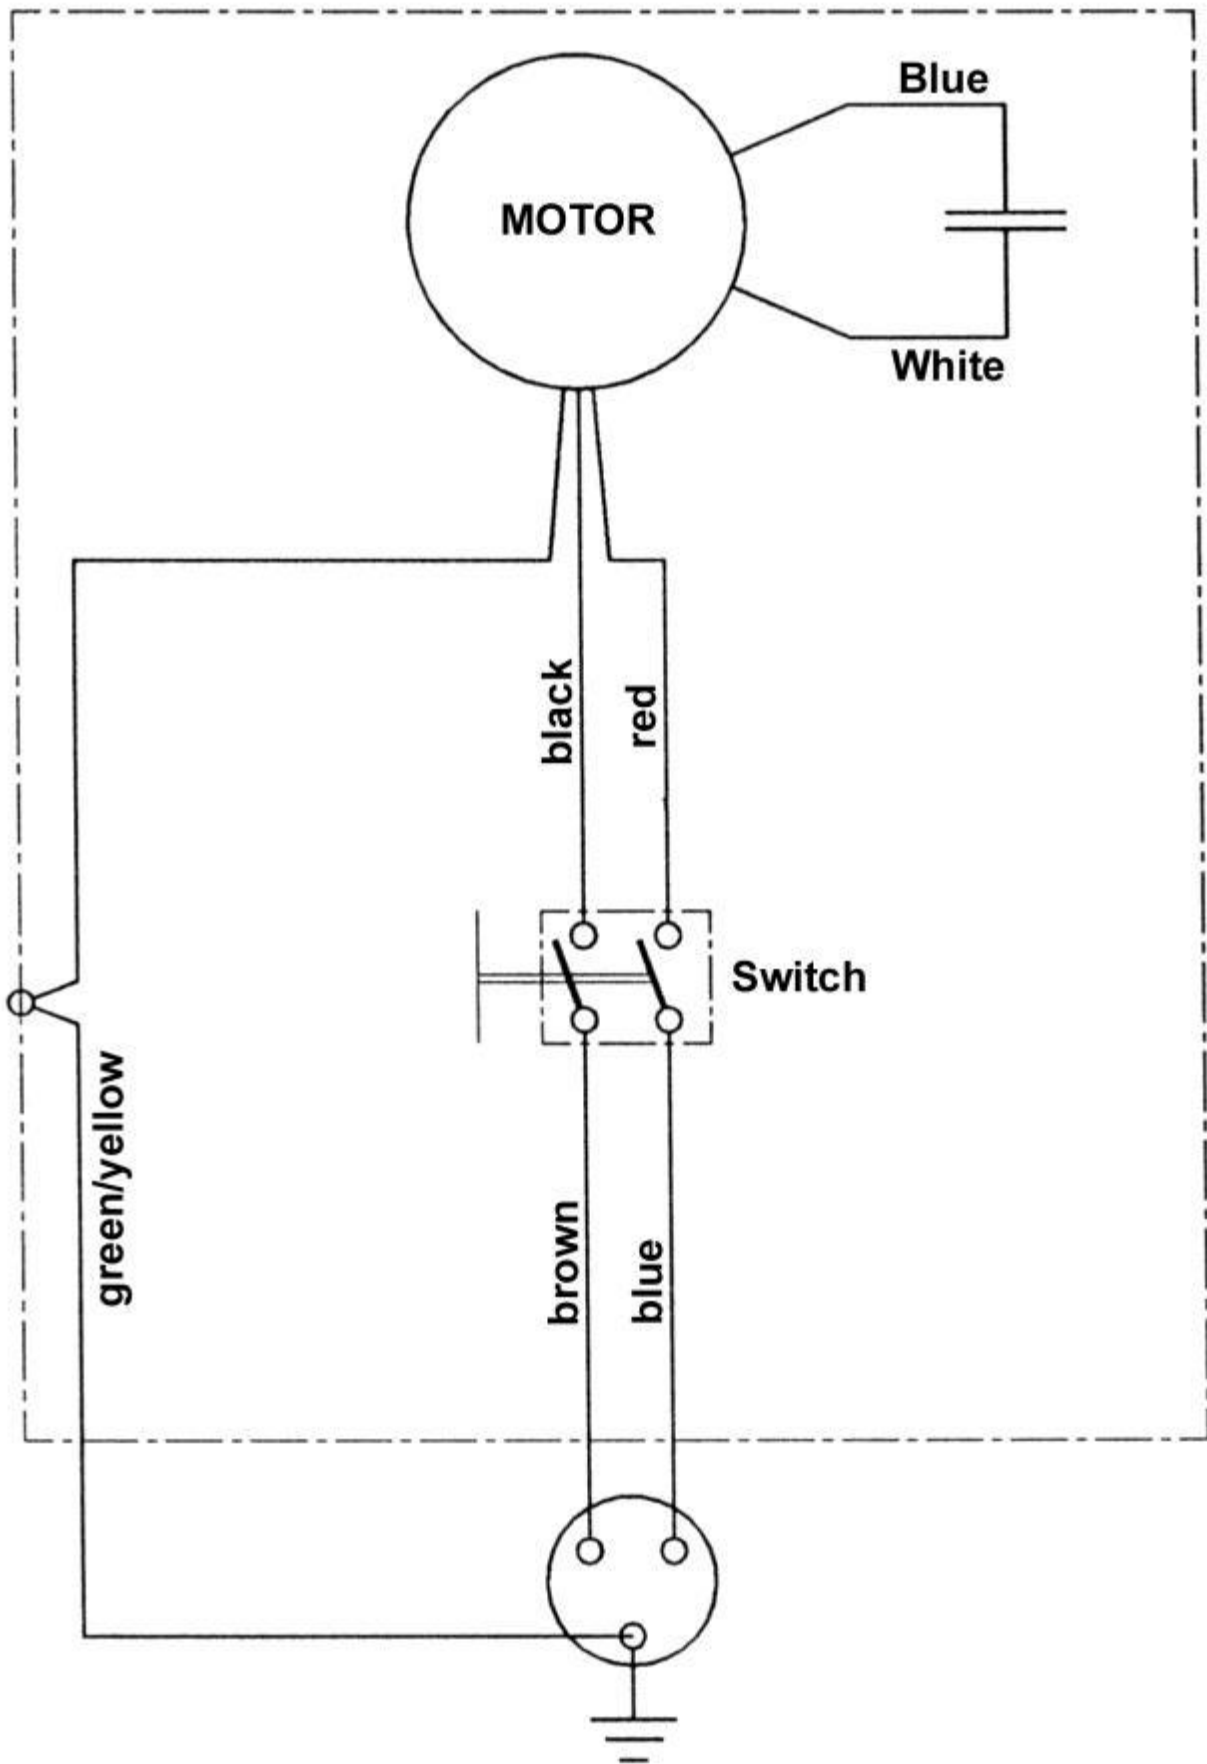 Blue
MOTOR
White
black
red
Switch
green/yellow
brown
blue